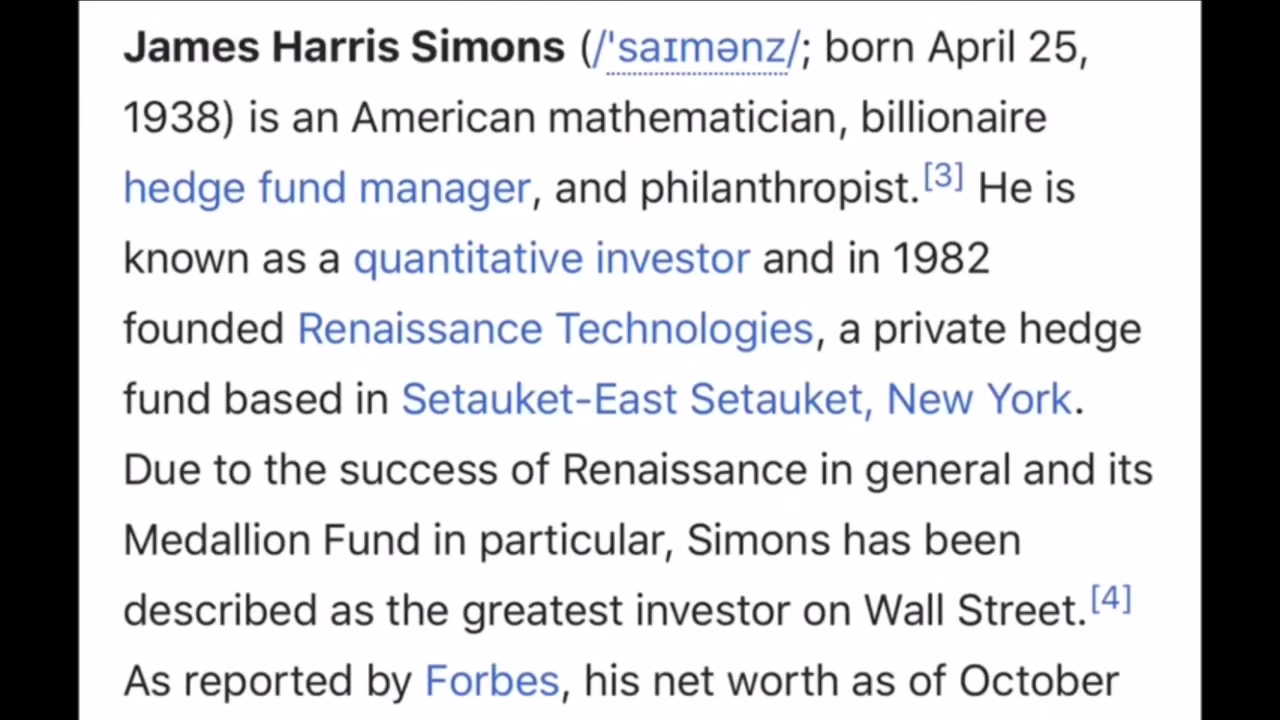 James Harris Simons (/ˈsaɪmənz/; born April 25,
1938) is an American mathematician, billionaire
hedge fund manager, and philanthropist.[3] He is
known as a quantitative investor and in 1982
founded Renaissance Technologies, a private hedge
fund based in Setauket-East Setauket, New York.
Due to the success of Renaissance in general and its
Medallion Fund in particular, Simons has been
described as the greatest investor on Wall Street.[4]
As reported by Forbes, his net worth as of October